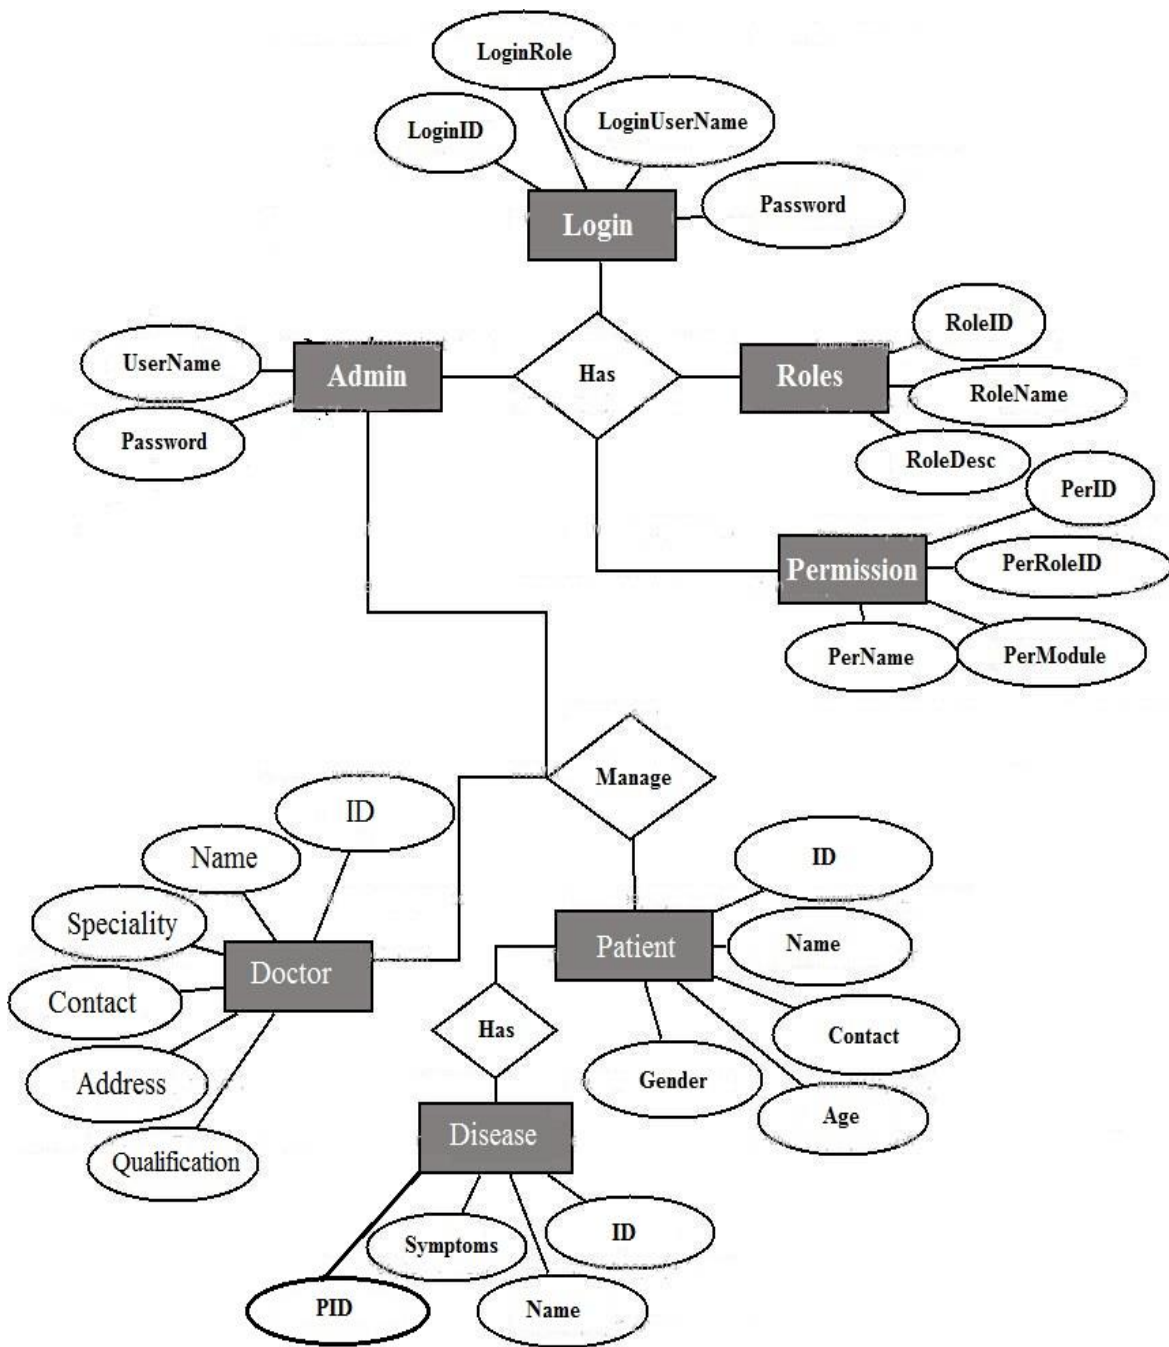 LoginRole
LoginID
LoginUserName
Password
Login
RoleID
UserName
Admin
Has
Roles
RoleName
Password
RoleDesc
PerID
Permission
PerRoleID
PerName
PerModule
Manage
ID
Name
ID
Speciality
Name
Patient
Doctor
Contact
Has
Contact
Gender
Address
Age
Disease
Qualification
ID
Symptoms
PID
Name